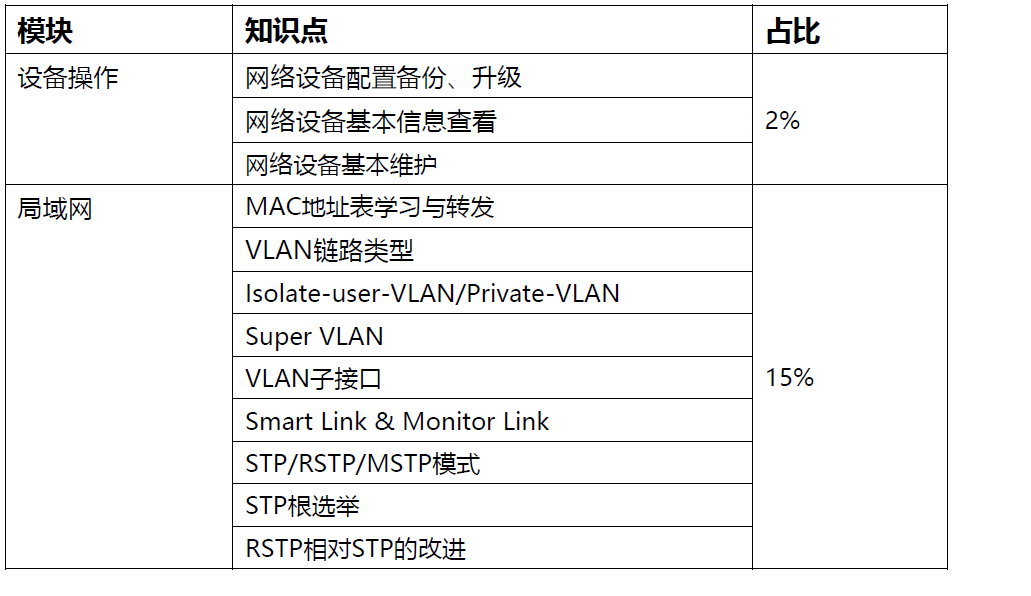 模块 知识点 占比
设备操作 网络设备配置备份、升级
网络设备基本信息查看 2%
网络设备基本维护
局域网 MAC地址表学习与转发
VLAN链路类型
Isolate-user-VLAN/Private-VLAN
Super VLAN
VLAN子接口 15%
Smart Link & Monitor Link
STP/RSTP/MSTP模式
STP根选举
RSTP相对STP的改进